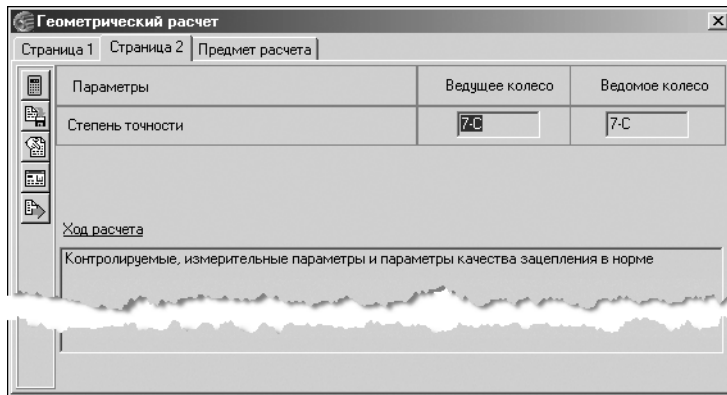 Геометрический расчет
Страница 1 Страница 2 Предмет расчета
Параметры Ведущее колесо Ведомое колесо
Степень точности 7-C 7-C
Ход расчета
Контролируемые, измерительные параметры и параметры качества зацепления в норме